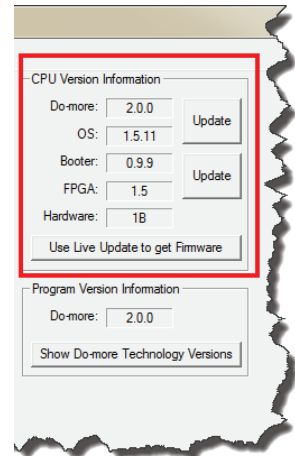 CPU Version Information
Do-more: 2.0.0
Update
OS: 1.5.11
Booter: 0.9.9
Update
FPGA: 1.5
Hardware: 1B
Use Live Update to get Firmware
Program Version Information
Do-more: 2.0.0
Show Do-more Technology Versions